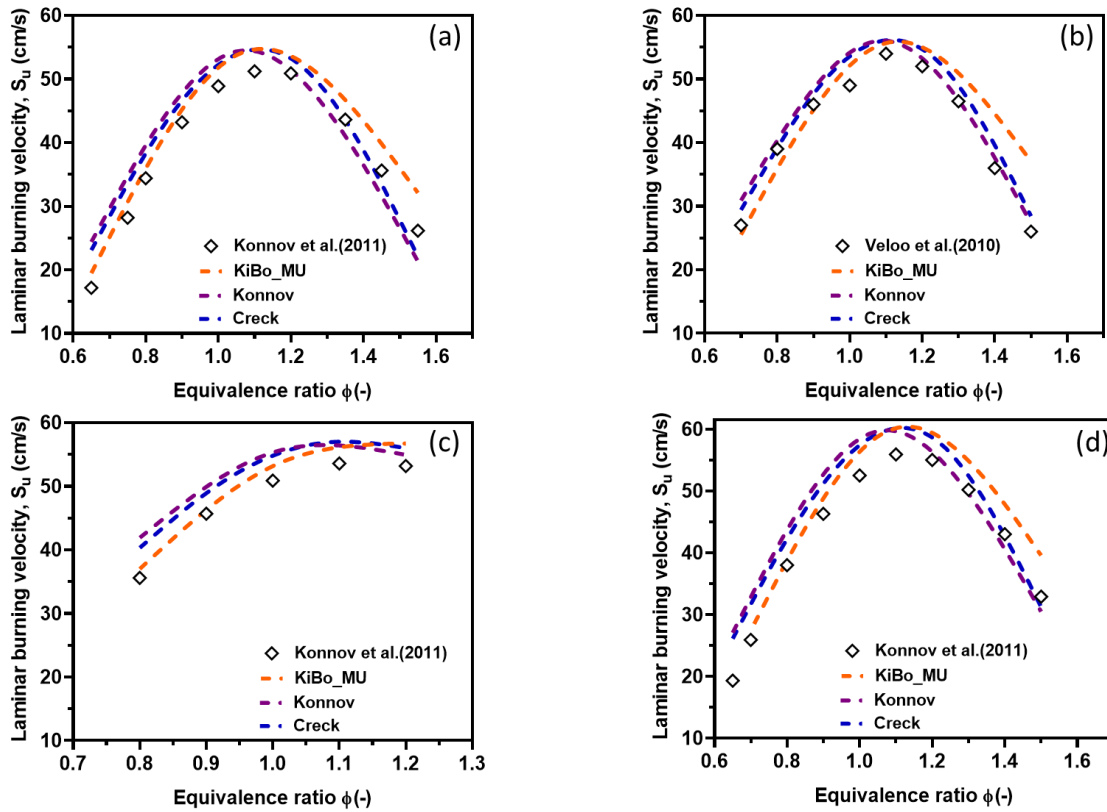 (a)
Laminar burning velocity, Su (cm/s)
60
50
40
30
20
10
Konnov et al.(2011)
KiBo_MU
Konnov
Creck
0.6 0.8 1.0 1.2 1.4 1.6
Equivalence ratio ϕ(-)
(b)
Laminar burning velocity, Su (cm/s)
60
50
40
30
20
10
Veloo et al.(2010)
KiBo_MU
Konnov
Creck
0.6 0.8 1.0 1.2 1.4 1.6
Equivalence ratio ϕ(-)
(c)
Laminar burning velocity, Su (cm/s)
60
50
40
30
20
10
Konnov et al.(2011)
KiBo_MU
Konnov
Creck
0.7 0.8 0.9 1.0 1.1 1.2 1.3
Equivalence ratio ϕ(-)
(d)
Laminar burning velocity, Su (cm/s)
60
50
40
30
20
10
Konnov et al.(2011)
KiBo_MU
Konnov
Creck
0.6 0.8 1.0 1.2 1.4 1.6
Equivalence ratio ϕ(-)